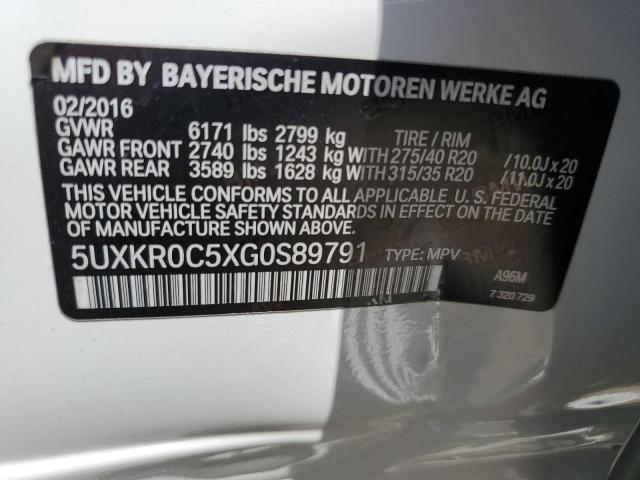 MFD BY BAYERISCHE MOTOREN WERKE AG
02/2016
GVWR 6171 lbs 2799 kg TIRE / RIM
GAWR FRONT 2740 lbs 1243 kg WITH 275/40 R20 /10.0J x 20
GAWR REAR 3589 lbs 1628 kg WITH 315/35 R20 /11.0J x 20
THIS VEHICLE CONFORMS TO ALL APPLICABLE U.S. FEDERAL
MOTOR VEHICLE SAFETY STANDARDS IN EFFECT ON THE DATE
OF MANUFACTURE SHOWN ABOVE.
5UXKR0C5XG0S89791 TYPE: MPV
A96M
7 320 729